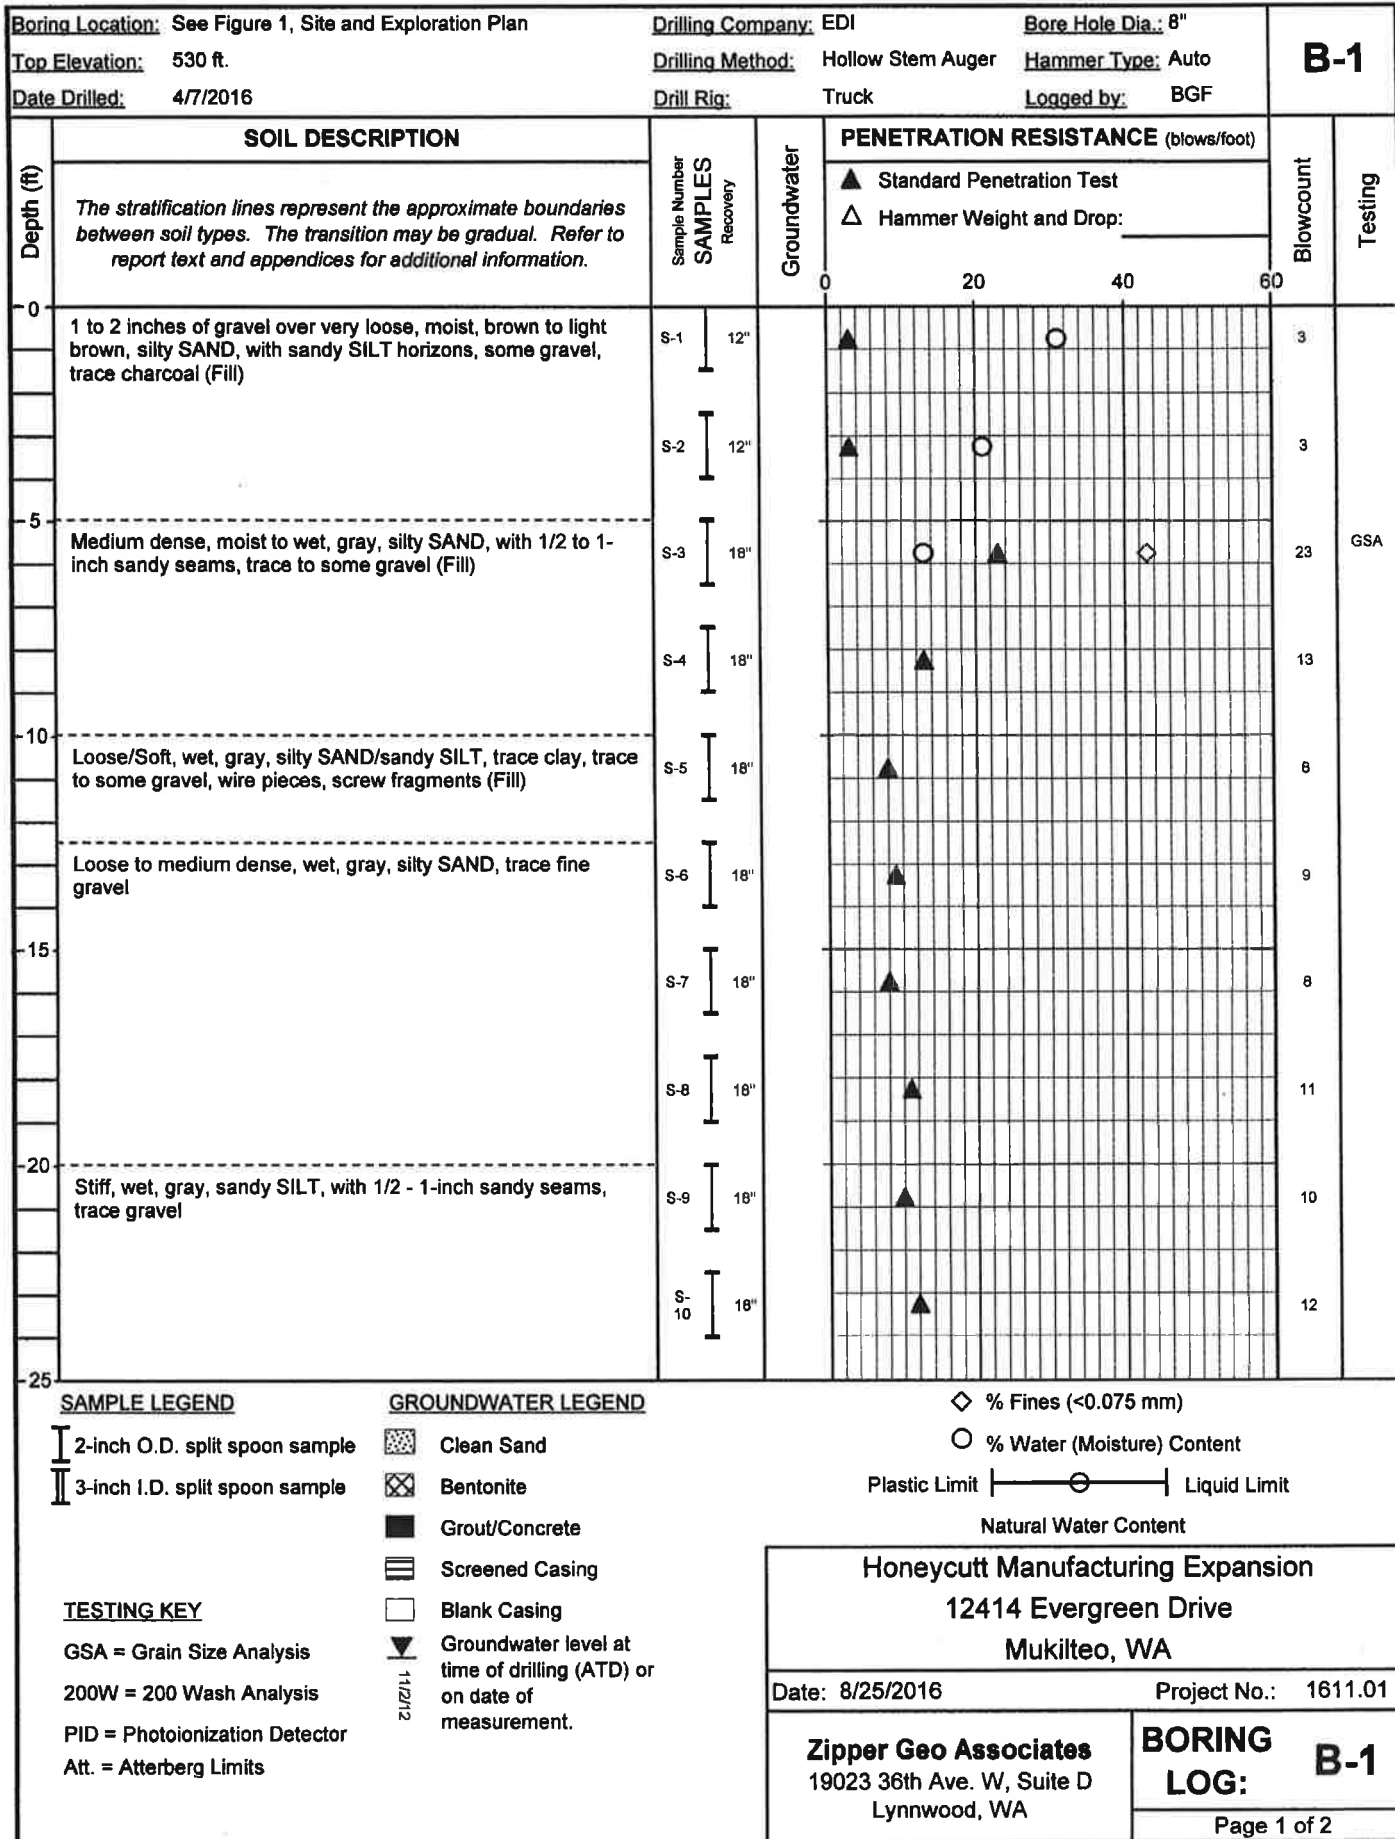 Boring Location: See Figure 1, Site and Exploration Plan
Drilling Company: EDI
Bore Hole Dia.: 8"
Top Elevation: 530 ft.
Drilling Method: Hollow Stem Auger
Hammer Type: Auto
Date Drilled: 4/7/2016
Drill Rig: Truck
Logged by: BGF
B-1
Depth (ft)
SOIL DESCRIPTION
The stratification lines represent the approximate boundaries
between soil types. The transition may be gradual. Refer to
report text and appendices for additional information.
Sample Number
SAMPLES
Recovery
Groundwater
PENETRATION RESISTANCE (blows/foot)
▲ Standard Penetration Test
△ Hammer Weight and Drop:
0 20 40 60
Blowcount
Testing
0
1 to 2 inches of gravel over very loose, moist, brown to light
brown, silty SAND, with sandy SILT horizons, some gravel,
trace charcoal (Fill)
S-1 12" 3
S-2 12" 3
5
Medium dense, moist to wet, gray, silty SAND, with 1/2 to 1-
inch sandy seams, trace to some gravel (Fill)
S-3 18" 23 GSA
S-4 18" 13
10
Loose/Soft, wet, gray, silty SAND/sandy SILT, trace clay, trace
to some gravel, wire pieces, screw fragments (Fill)
S-5 18" 8
Loose to medium dense, wet, gray, silty SAND, trace fine
gravel
S-6 18" 9
15
S-7 18" 8
S-8 18" 11
20
Stiff, wet, gray, sandy SILT, with 1/2 - 1-inch sandy seams,
trace gravel
S-9 18" 10
S-
10 18" 12
25
SAMPLE LEGEND
2-inch O.D. split spoon sample
3-inch I.D. split spoon sample
TESTING KEY
GSA = Grain Size Analysis
200W = 200 Wash Analysis
PID = Photoionization Detector
Att. = Atterberg Limits
GROUNDWATER LEGEND
Clean Sand
Bentonite
Grout/Concrete
Screened Casing
Blank Casing
Groundwater level at
time of drilling (ATD) or
on date of
measurement.
11/2/12
◇ % Fines (<0.075 mm)
○ % Water (Moisture) Content
Plastic Limit Liquid Limit
Natural Water Content
Honeycutt Manufacturing Expansion
12414 Evergreen Drive
Mukilteo, WA
Date: 8/25/2016 Project No.: 1611.01
Zipper Geo Associates
19023 36th Ave. W, Suite D
Lynnwood, WA
BORING
LOG: B-1
Page 1 of 2